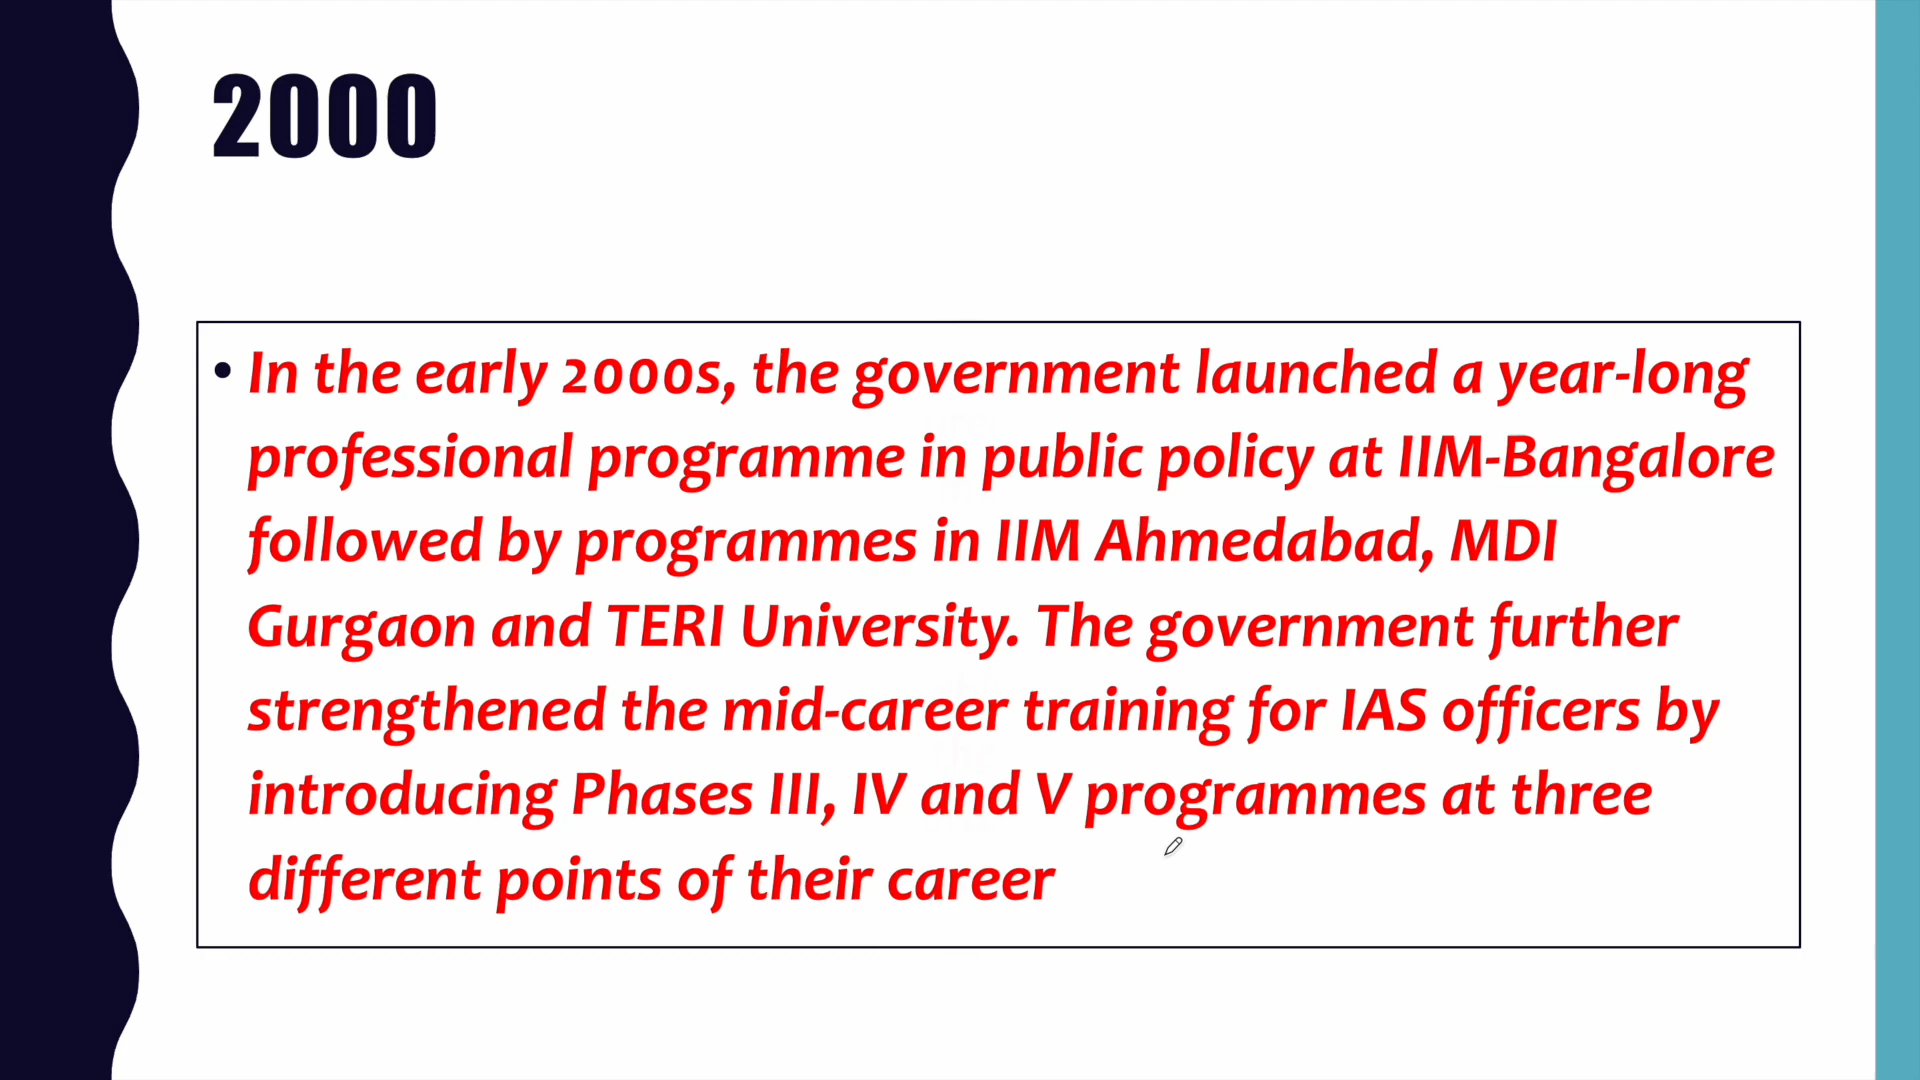 2000
• In the early 2000s, the government launched a year-long
professional programme in public policy at IIM-Bangalore
followed by programmes in IIM Ahmedabad, MDI
Gurgaon and TERI University. The government further
strengthened the mid-career training for IAS officers by
introducing Phases III, IV and V programmes at three
different points of their career